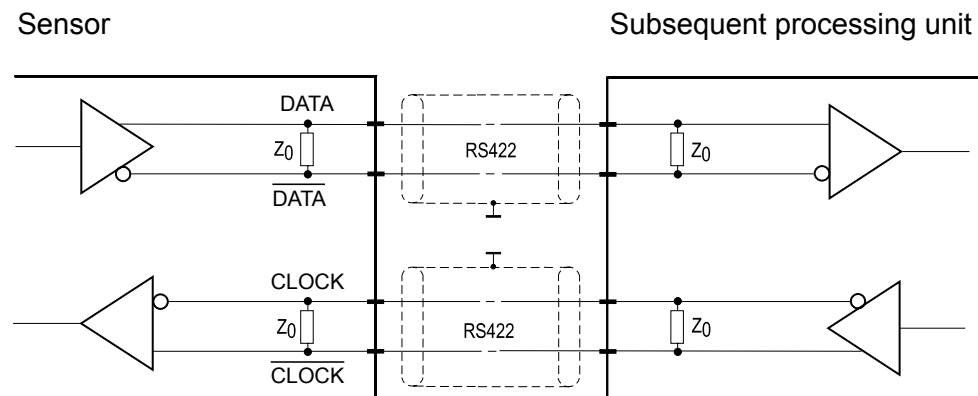 Sensor
Subsequent processing unit
DATA
Z0
RS422
Z0
DATA
CLOCK
Z0
RS422
Z0
CLOCK